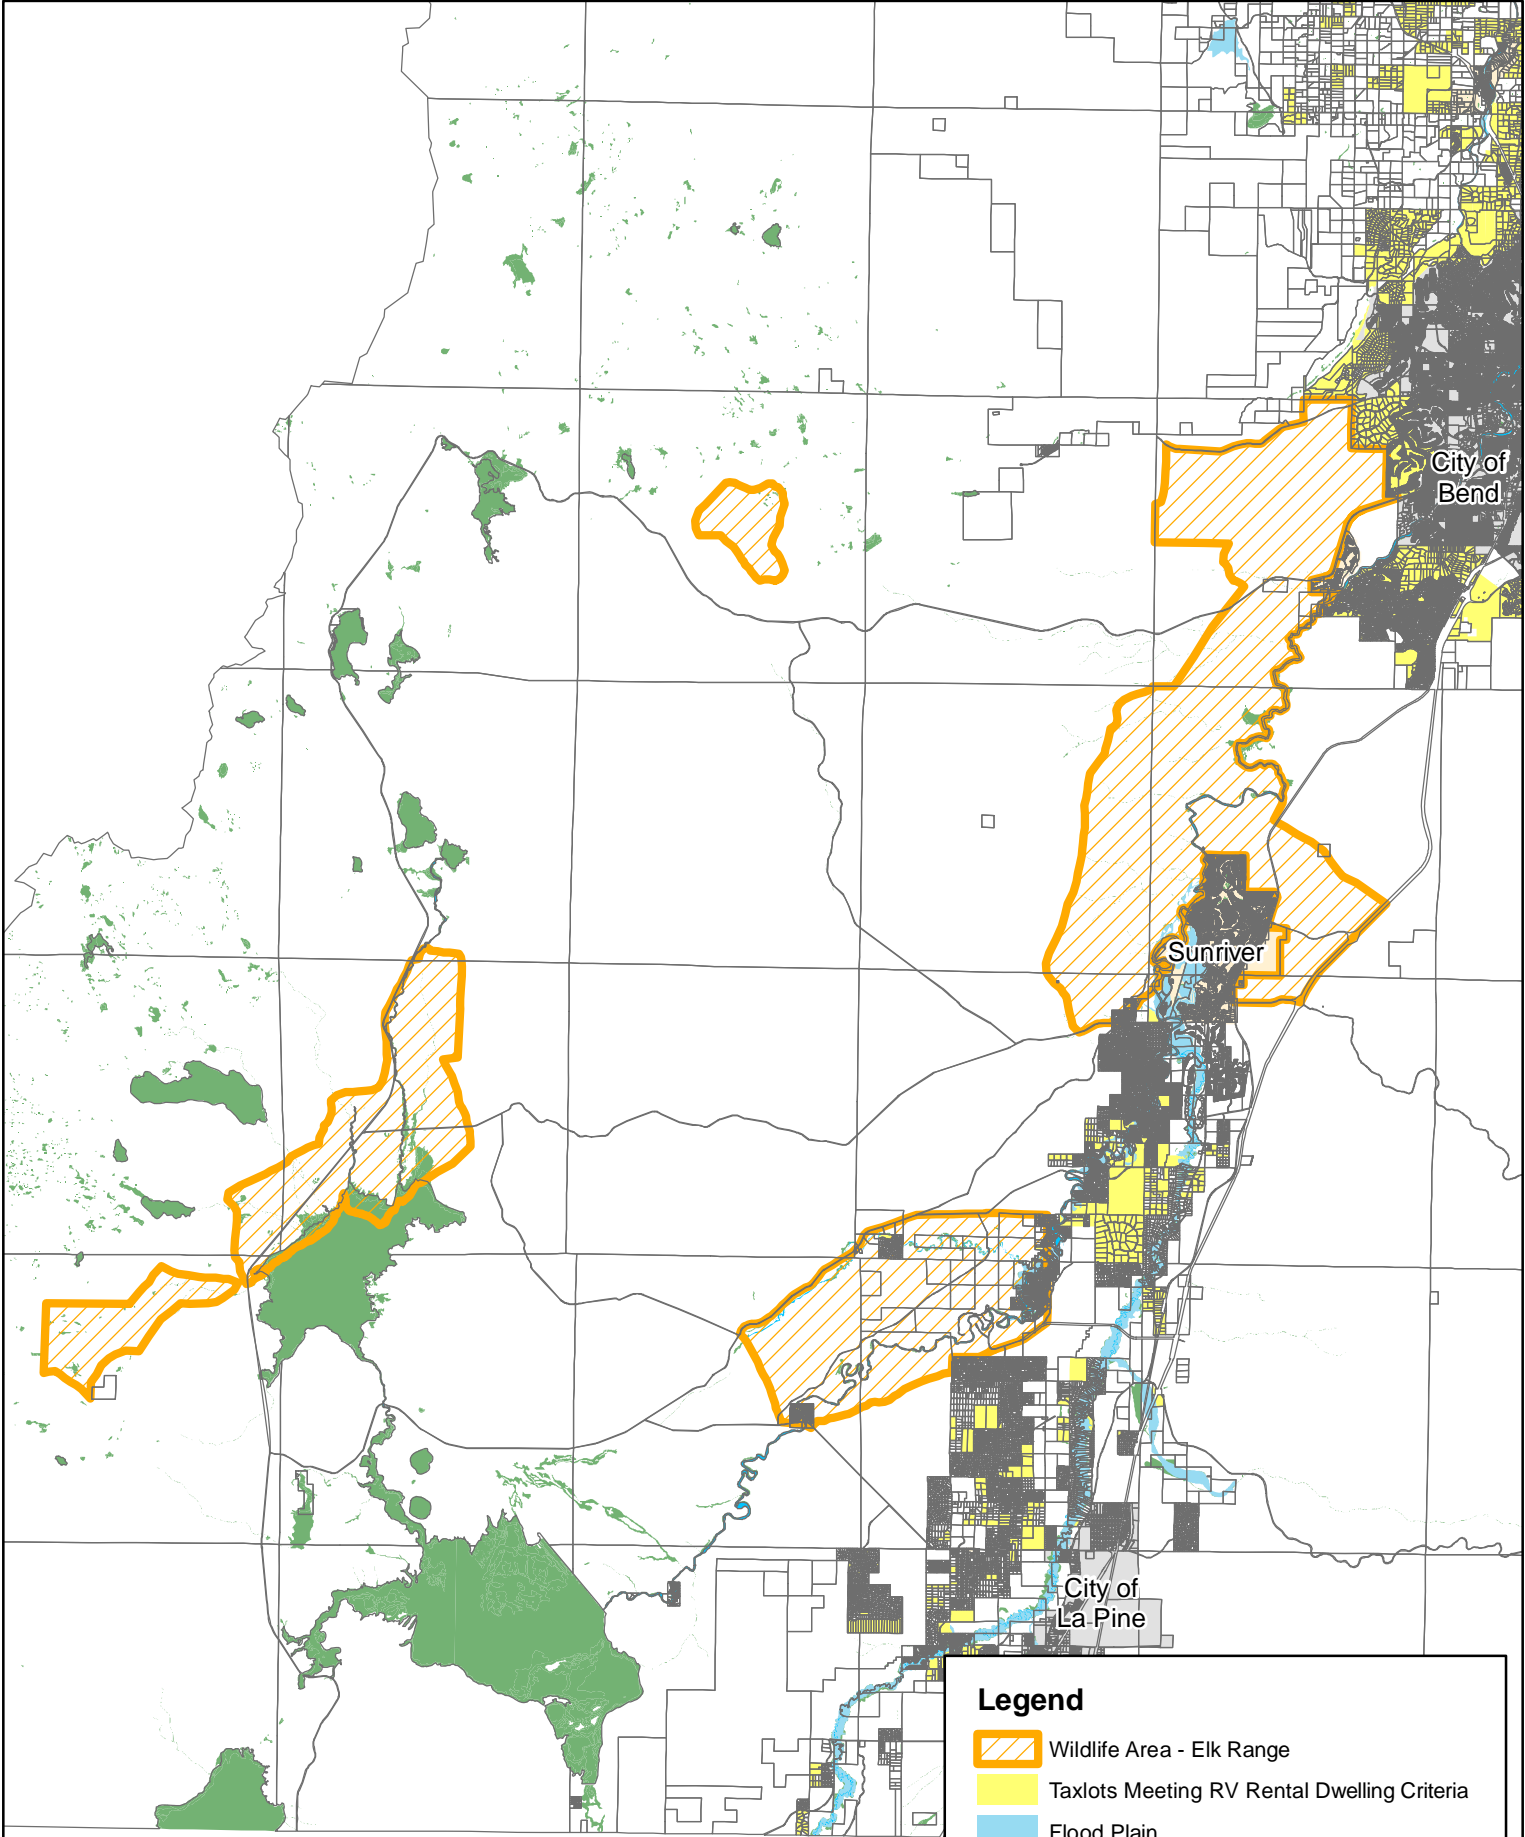 City of
Bend
Sunriver
City of
La Pine
Legend
Wildlife Area - Elk Range
Taxlots Meeting RV Rental Dwelling Criteria
Flood Plain